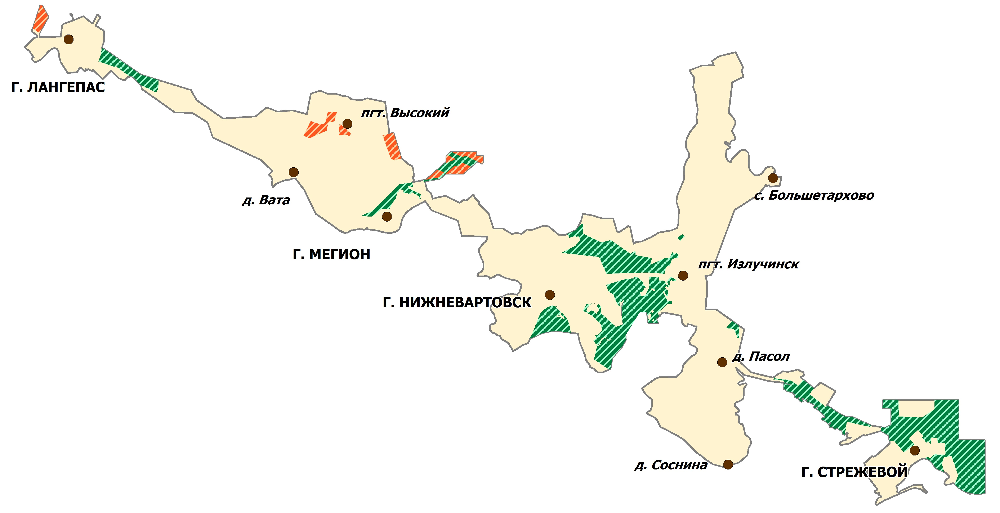 Г. ЛАНГЕПАС
пгт. Высокий
д. Вата
с. Большетархово
Г. МЕГИОН
пгт. Излучинск
Г. НИЖНЕВАРТОВСК
д. Пасол
д. Соснина
Г. СТРЕЖЕВОЙ